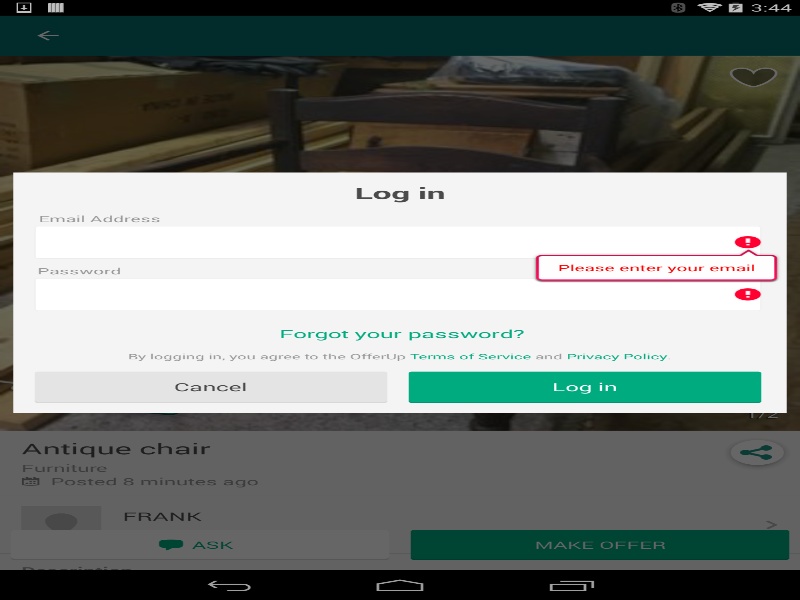 3:44
Log in
Email Address
Please enter your email
Password
Forgot your password?
By logging in, you agree to the OfferUp Terms of Service and Privacy Policy.
Cancel
Log in
1/2
Antique chair
Furniture
Posted 8 minutes ago
FRANK
ASK
MAKE OFFER
Description